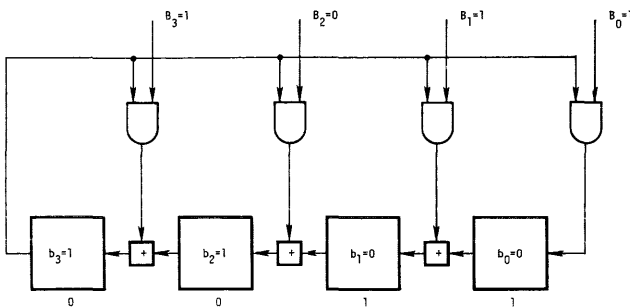 B₃=1 B₂=0 B₁=1 B₀=1
b₃=1 + b₂=1 + b₁=0 + b₀=0
0 0 1 1